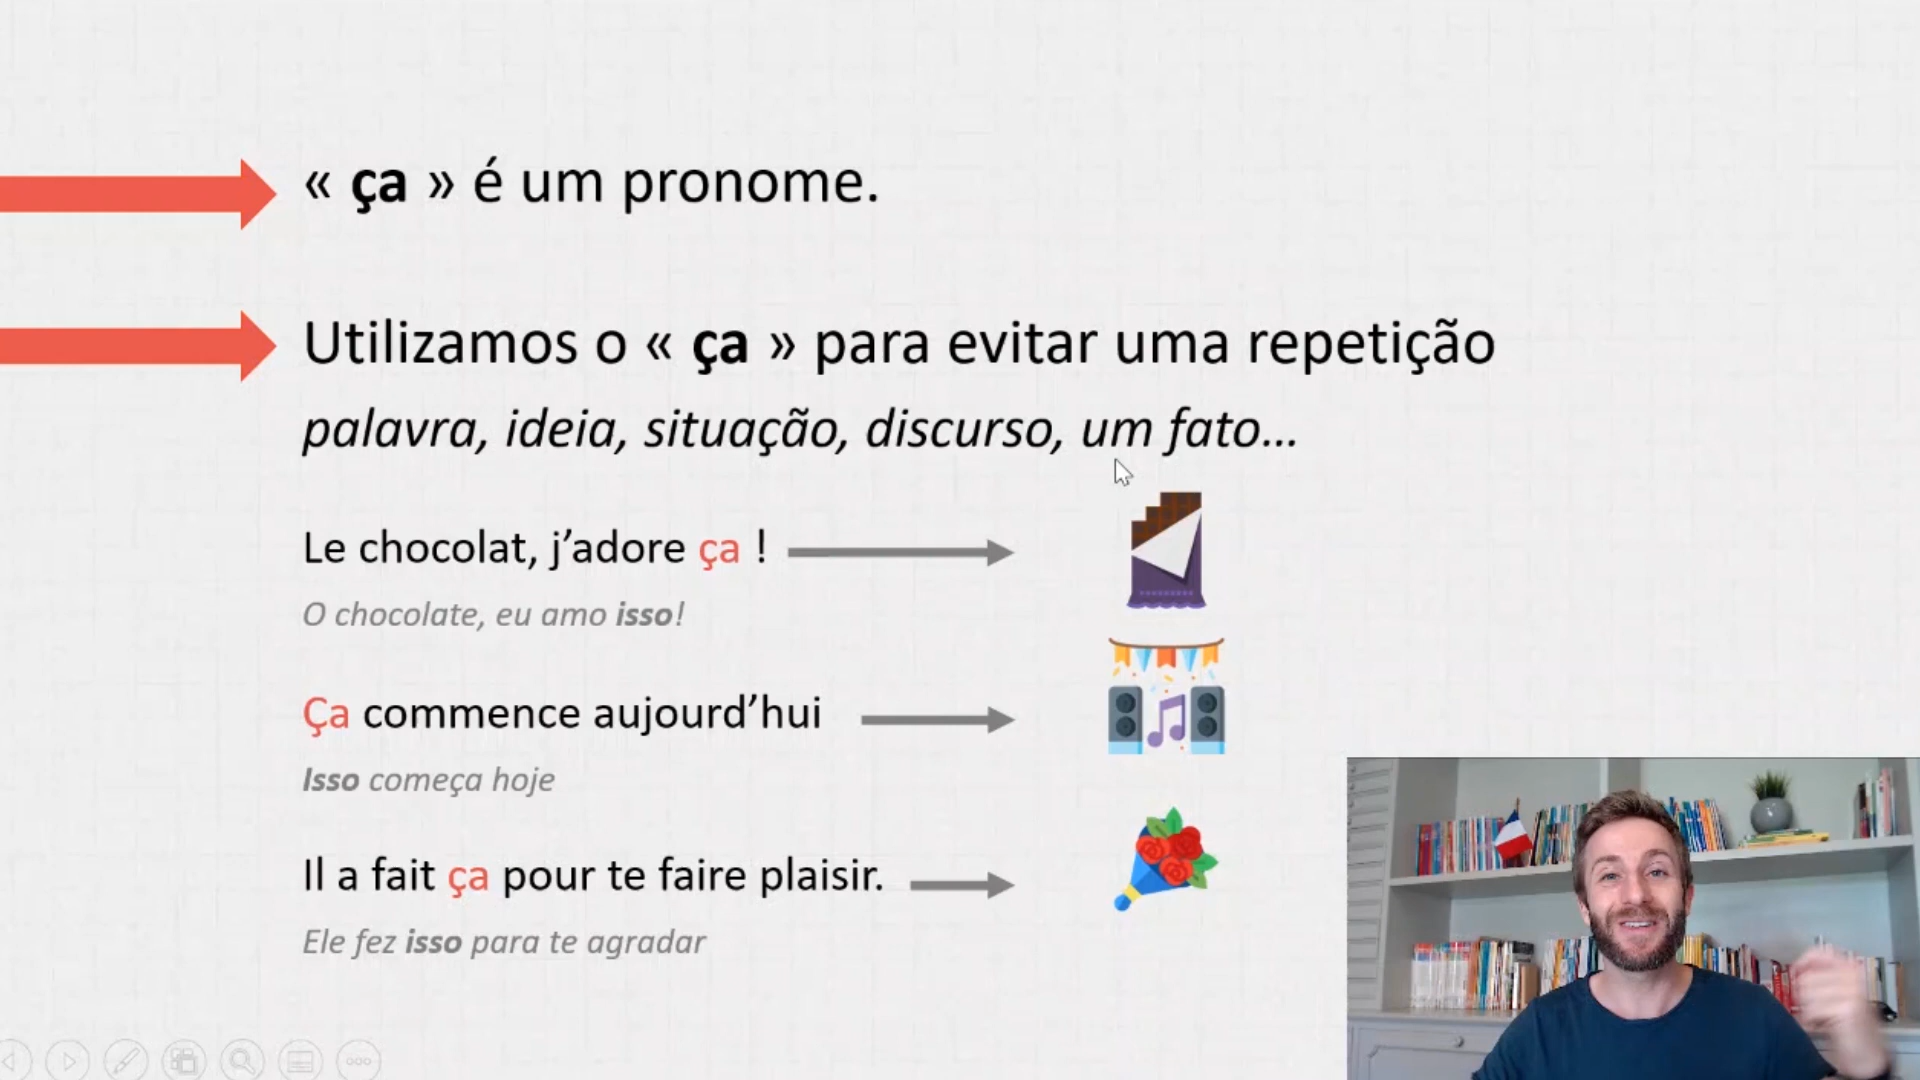 « ça » é um pronome.
Utilizamos o « ça » para evitar uma repetição
palavra, ideia, situação, discurso, um fato...
Le chocolat, j’adore ça !
O chocolate, eu amo isso!
Ça commence aujourd’hui
Isso começa hoje
Il a fait ça pour te faire plaisir.
Ele fez isso para te agradar